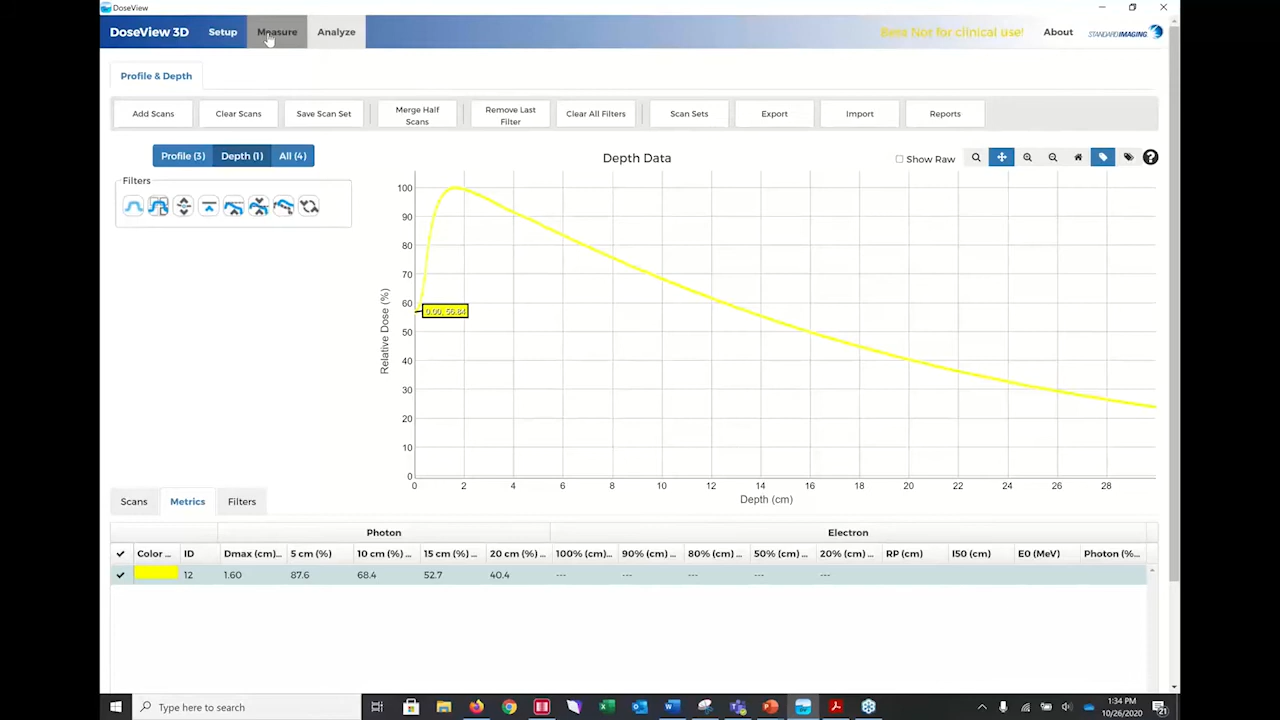 DoseView
DoseView 3D Setup Measure Analyze Beta Not for clinical use! About STANDARD IMAGING
Profile & Depth
Add Scans Clear Scans Save Scan Set Merge Half Scans Remove Last Filter Clear All Filters Scan Sets Export Import Reports
Profile (3) Depth (1) All (4)
Filters
Depth Data
Show Raw
?
100
90
80
70
60
50
40
30
20
10
0
Relative Dose (%)
0.00, 56.84
0 2 4 6 8 10 12 14 16 18 20 22 24 26 28
Depth (cm)
Scans Metrics Filters
Photon Electron
Color ... ID Dmax (cm)... 5 cm (%) 10 cm (%) ... 15 cm (%) ... 20 cm (%) ... 100% (cm)... 90% (cm) ... 80% (cm) ... 50% (cm) ... 20% (cm) ... RP (cm) I50 (cm) E0 (MeV) Photon (%...
12 1.60 87.6 68.4 52.7 40.4 --- --- --- --- ---
Type here to search
1:34 PM
10/26/2020
21